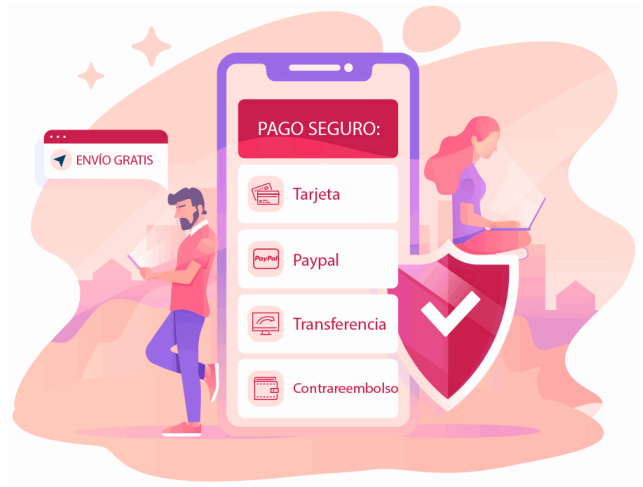 PAGO SEGURO:
ENVÍO GRATIS
Tarjeta
PayPal
Paypal
Transferencia
Contrareembolso